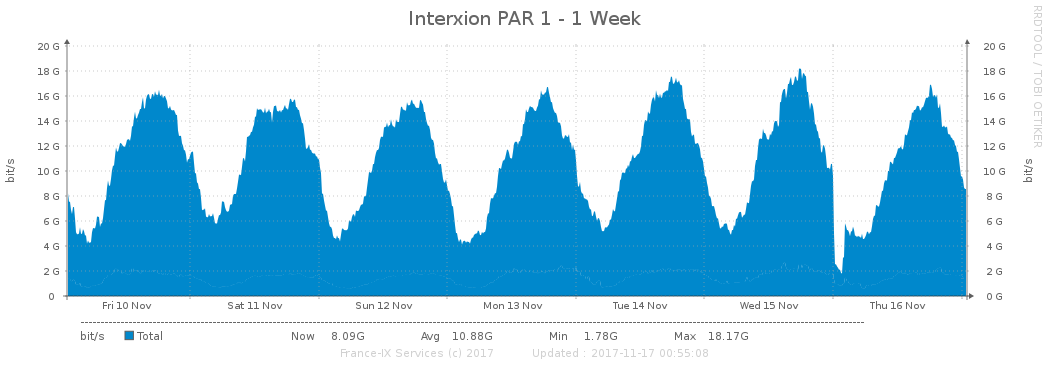 Interxion PAR 1 - 1 Week
RRDTOOL / TOBI OETIKER
20 G 20 G
18 G 18 G
16 G 16 G
14 G 14 G
12 G 12 G
10 G 10 G
8 G 8 G
6 G 6 G
4 G 4 G
2 G 2 G
0 0 G
bit/s
bit/s
Fri 10 Nov Sat 11 Nov Sun 12 Nov Mon 13 Nov Tue 14 Nov Wed 15 Nov Thu 16 Nov
bit/s Total Now 8.09G Avg 10.88G Min 1.78G Max 18.17G
France-IX Services (c) 2017 Updated : 2017-11-17 00:55:08